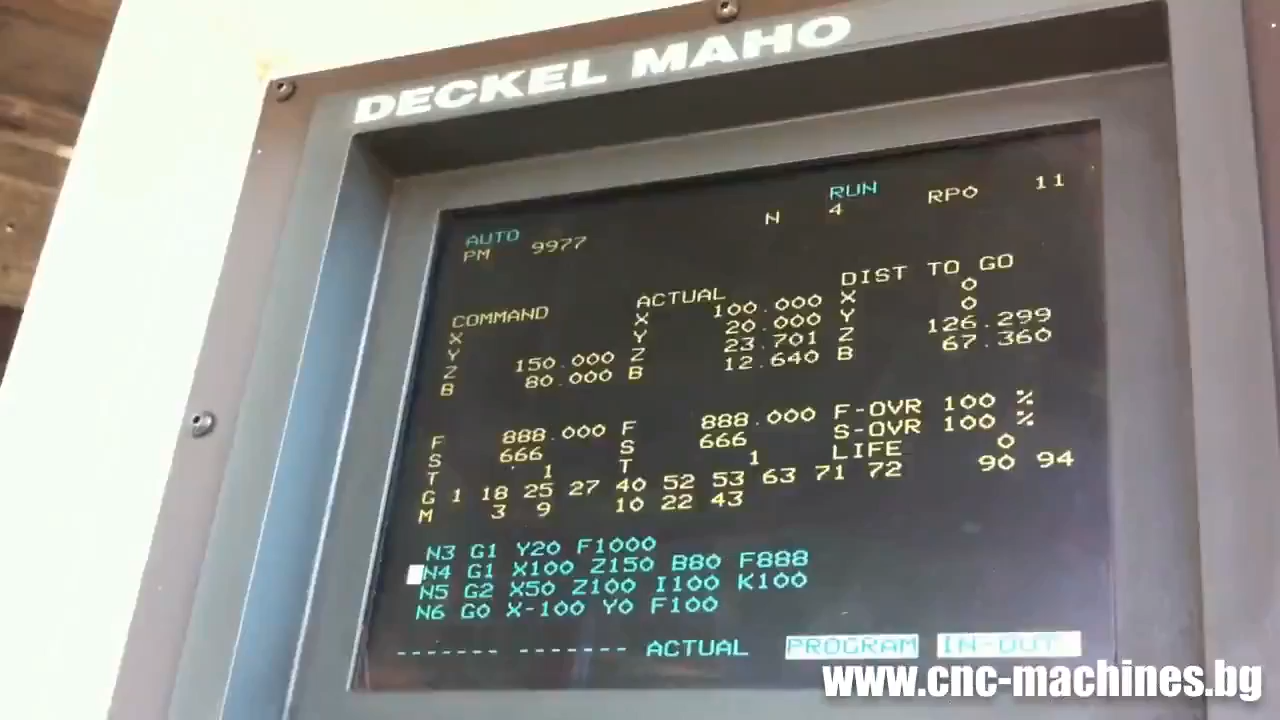 DECKEL MAHO
RUN
AUTO N 4 RPO 11
PM 9977
COMMAND ACTUAL DIST TO GO
X X 100.000 X 0
Y Y 20.000 Y 0
Z 150.000 Z 23.701 Z 126.299
B 80.000 B 12.640 B 67.360
F 888.000 F 888.000 F-OVR 100 %
S 666 S 666 S-OVR 100 %
T 1 T 1 LIFE 0
G 1 18 25 27 40 52 53 63 71 72 90 94
M 3 9 10 22 43
N3 G1 Y20 F1000
N4 G1 X100 Z150 B80 F888
N5 G2 X50 Z100 I100 K100
N6 G0 X-100 Y0 F100
------- ------- ACTUAL PROGRAM IN-OUT
www.cnc-machines.bg